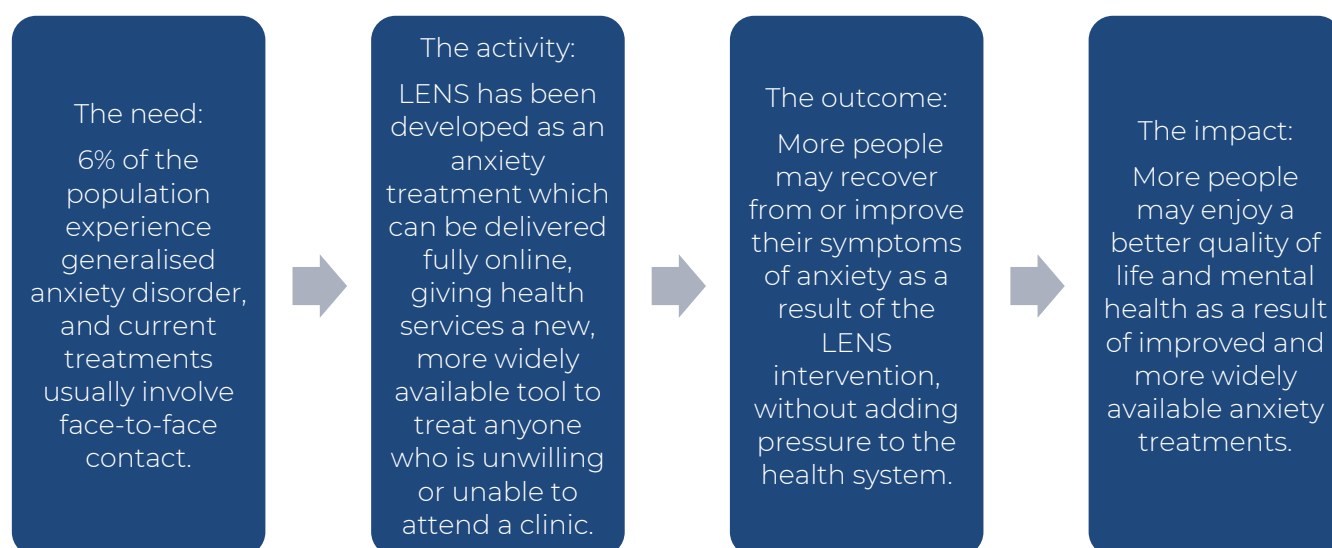 The need:
6% of the
population
experience
generalised
anxiety disorder,
and current
treatments
usually involve
face-to-face
contact.
The activity:
LENS has been
developed as an
anxiety
treatment which
can be delivered
fully online,
giving health
services a new,
more widely
available tool to
treat anyone
who is unwilling
or unable to
attend a clinic.
The outcome:
More people
may recover
from or improve
their symptoms
of anxiety as a
result of the
LENS
intervention,
without adding
pressure to the
health system.
The impact:
More people
may enjoy a
better quality of
life and mental
health as a result
of improved and
more widely
available anxiety
treatments.